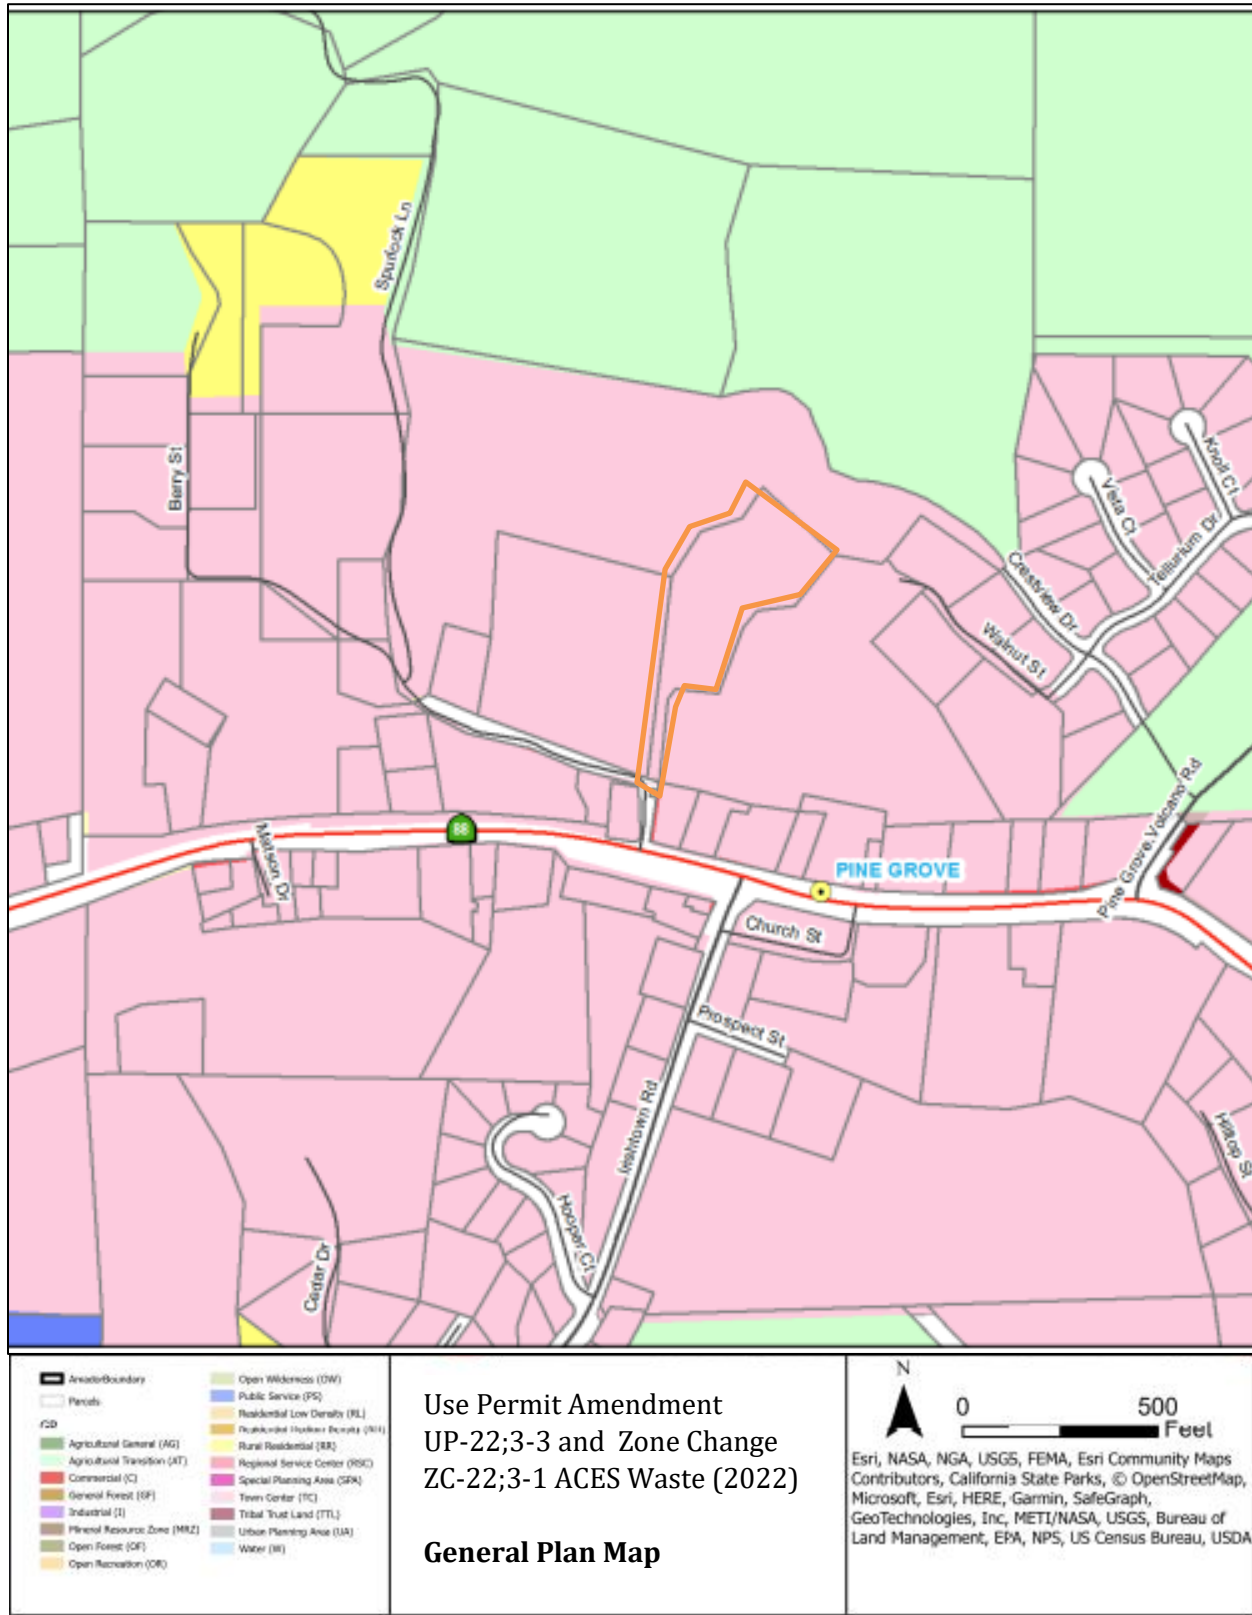 Spurlock Ln
Berry St
Knoll Ct
Vista Ct
Tellurium Dr
Crestview Dr
Walnut St
Pine Grove Volcano Rd
88
Matson Dr
PINE GROVE
Church St
Prospect St
Irishtown Rd
Hilltop St
Hooper Ct
Cedar Dr
AmadorBoundary
Parcels
Agricultural General (AG)
Agricultural Transition (AT)
Commercial (C)
General Forest (GF)
Industrial (I)
Mineral Resource Zone (MRZ)
Open Forest (OF)
Open Recreation (OR)
Open Wilderness (OW)
Public Service (PS)
Residential Low Density (RL)
Rural Residential (RR)
Regional Service Center (RSC)
Special Planning Area (SPA)
Town Center (TC)
Tribal Trust Land (TTL)
Urban Planning Area (UA)
Water (W)
Use Permit Amendment
UP-22;3-3 and Zone Change
ZC-22;3-1 ACES Waste (2022)
General Plan Map
N
0 500
Feet
Esri, NASA, NGA, USGS, FEMA, Esri Community Maps
Contributors, California State Parks, © OpenStreetMap,
Microsoft, Esri, HERE, Garmin, SafeGraph,
GeoTechnologies, Inc, METI/NASA, USGS, Bureau of
Land Management, EPA, NPS, US Census Bureau, USDA